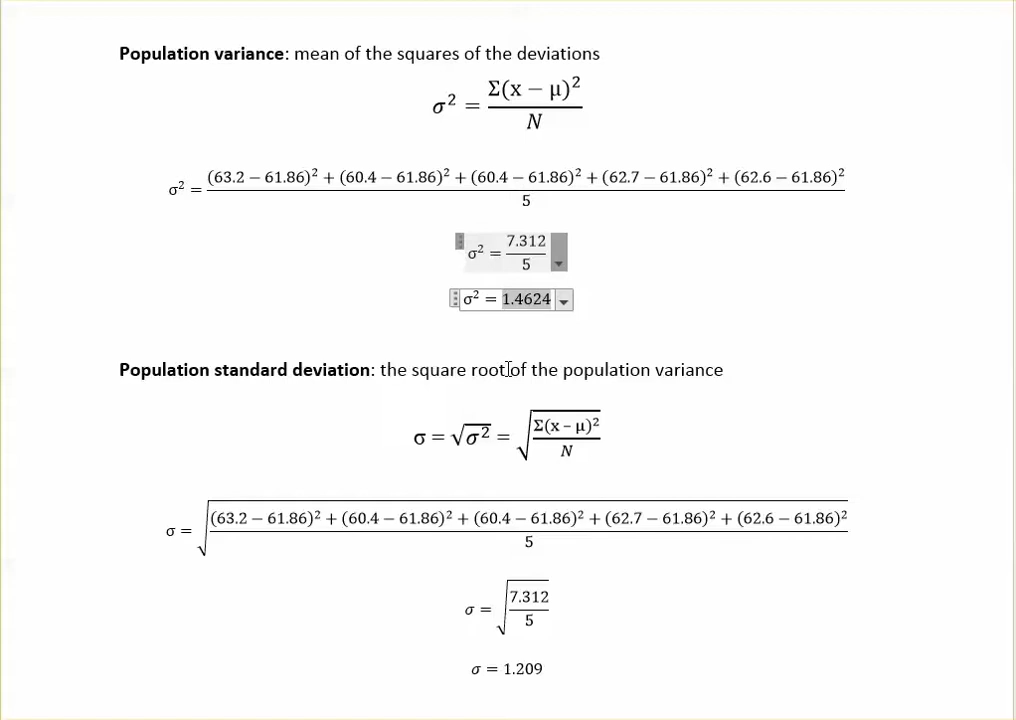 Population variance: mean of the squares of the deviations
σ² = Σ(x − μ)² / N
σ² = (63.2 − 61.86)² + (60.4 − 61.86)² + (60.4 − 61.86)² + (62.7 − 61.86)² + (62.6 − 61.86)² / 5
σ² = 7.312 / 5
σ² = 1.4624
Population standard deviation: the square root of the population variance
σ = √σ² = √(Σ(x − μ)² / N)
σ = √((63.2 − 61.86)² + (60.4 − 61.86)² + (60.4 − 61.86)² + (62.7 − 61.86)² + (62.6 − 61.86)² / 5)
σ = √(7.312 / 5)
σ = 1.209